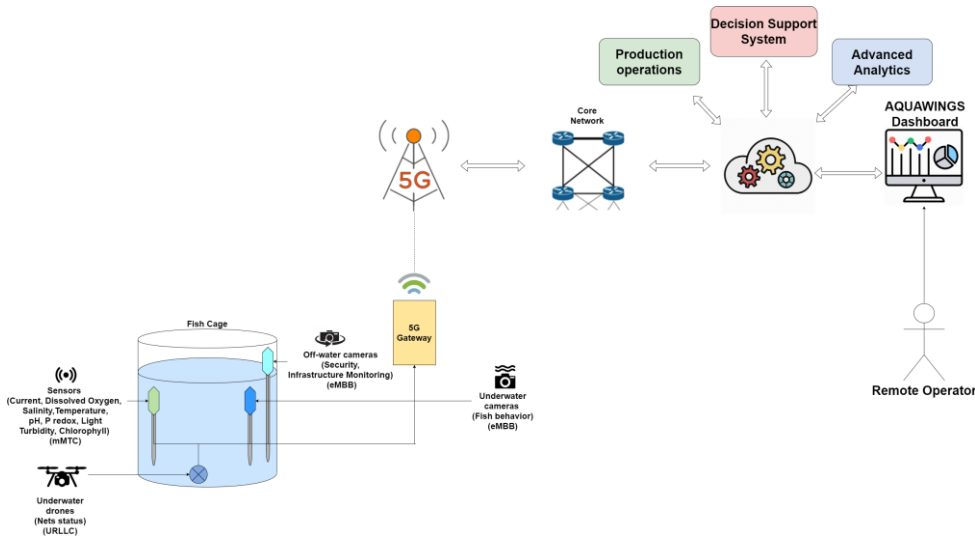 Decision Support
System
Production
operations
Advanced
Analytics
AQUAWINGS
Dashboard
Core
Network
5G
5G
Gateway
Fish Cage
Off-water cameras
(Security,
Infrastructure Monitoring)
(eMBB)
Sensors
(Current, Dissolved Oxygen,
Salinity,Temperature,
pH, P redox, Light
Turbidity, Chlorophyll)
(mMTC)
Underwater
cameras
(Fish behavior)
(eMBB)
Remote Operator
Underwater
drones
(Nets status)
(URLLC)